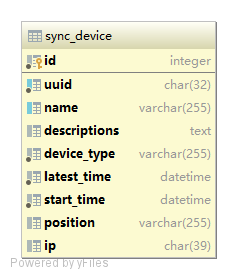 sync_device
id integer
uuid char(32)
name varchar(255)
descriptions text
device_type varchar(255)
latest_time datetime
start_time datetime
position varchar(255)
ip char(39)
Powered by yFiles